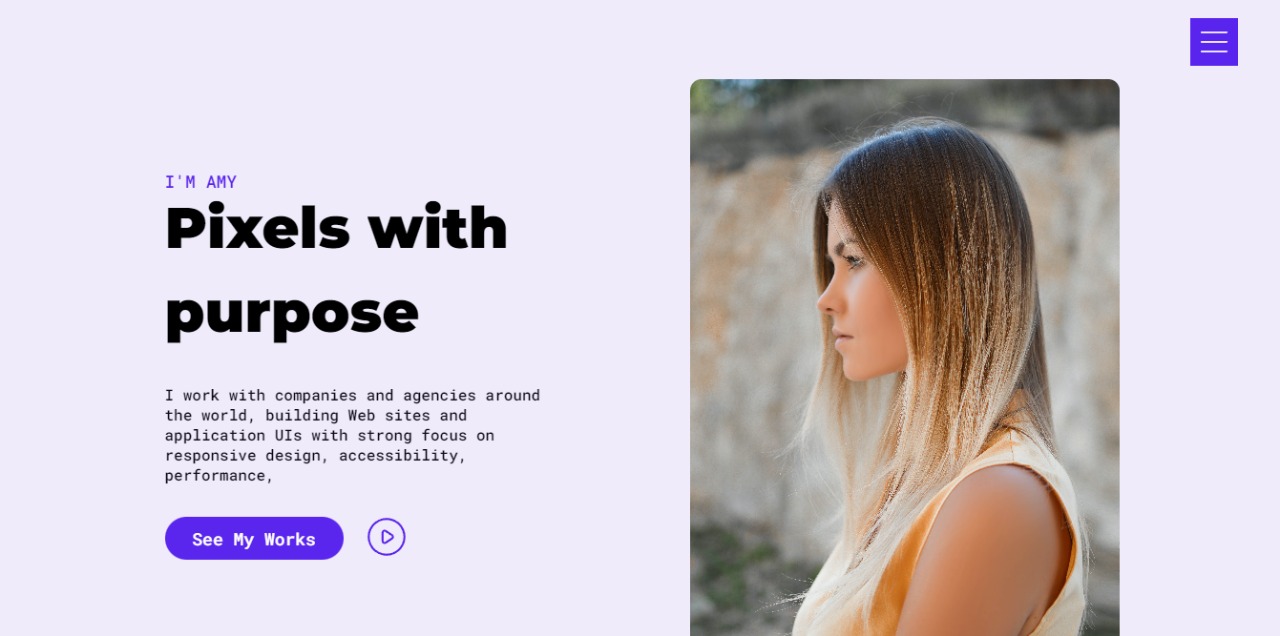 I'M AMY
Pixels with
purpose
I work with companies and agencies around
the world, building Web sites and
application UIs with strong focus on
responsive design, accessibility,
performance,
See My Works